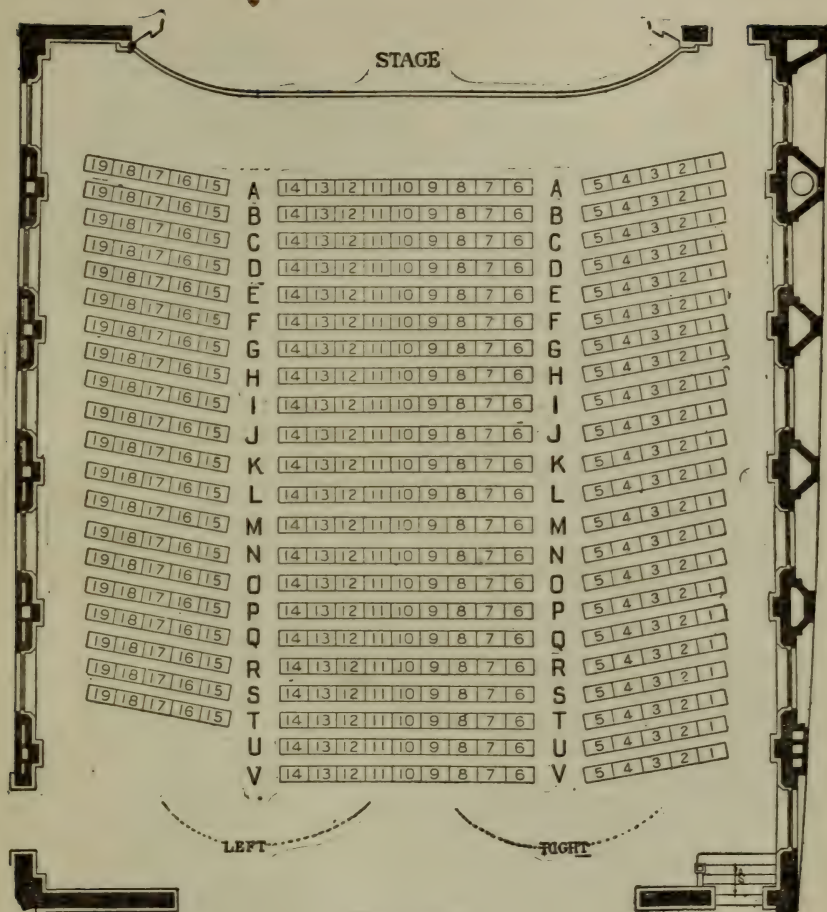 STAGE
19 18 17 16 15 A 14 13 12 11 10 9 8 7 6 A 5 4 3 2 1
19 18 17 16 15 B 14 13 12 11 10 9 8 7 6 B 5 4 3 2 1
19 18 17 16 15 C 14 13 12 11 10 9 8 7 6 C 5 4 3 2 1
19 18 17 16 15 D 14 13 12 11 10 9 8 7 6 D 5 4 3 2 1
19 18 17 16 15 E 14 13 12 11 10 9 8 7 6 E 5 4 3 2 1
19 18 17 16 15 F 14 13 12 11 10 9 8 7 6 F 5 4 3 2 1
19 18 17 16 15 G 14 13 12 11 10 9 8 7 6 G 5 4 3 2 1
19 18 17 16 15 H 14 13 12 11 10 9 8 7 6 H 5 4 3 2 1
19 18 17 16 15 I 14 13 12 11 10 9 8 7 6 I 5 4 3 2 1
19 18 17 16 15 J 14 13 12 11 10 9 8 7 6 J 5 4 3 2 1
19 18 17 16 15 K 14 13 12 11 10 9 8 7 6 K 5 4 3 2 1
19 18 17 16 15 L 14 13 12 11 10 9 8 7 6 L 5 4 3 2 1
19 18 17 16 15 M 14 13 12 11 10 9 8 7 6 M 5 4 3 2 1
19 18 17 16 15 N 14 13 12 11 10 9 8 7 6 N 5 4 3 2 1
19 18 17 16 15 O 14 13 12 11 10 9 8 7 6 O 5 4 3 2 1
19 18 17 16 15 P 14 13 12 11 10 9 8 7 6 P 5 4 3 2 1
19 18 17 16 15 Q 14 13 12 11 10 9 8 7 6 Q 5 4 3 2 1
19 18 17 16 15 R 14 13 12 11 10 9 8 7 6 R 5 4 3 2 1
19 18 17 16 15 S 14 13 12 11 10 9 8 7 6 S 5 4 3 2 1
19 18 17 16 15 T 14 13 12 11 10 9 8 7 6 T 5 4 3 2 1
U 14 13 12 11 10 9 8 7 6 U 5 4 3 2 1
V 14 13 12 11 10 9 8 7 6 V 5 4 3 2 1
LEFT RIGHT